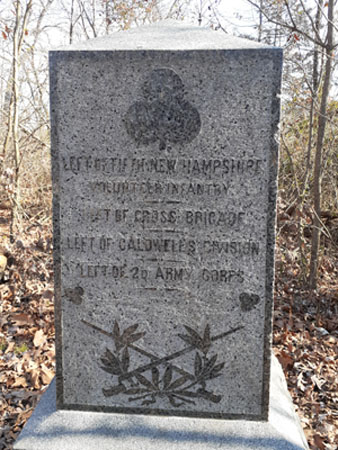 LEFT OF FIFTH NEW HAMPSHIRE
VOLUNTEER INFANTRY
LEFT OF CROSS' BRIGADE
LEFT OF CALDWELL'S DIVISION
LEFT OF 2D ARMY CORPS